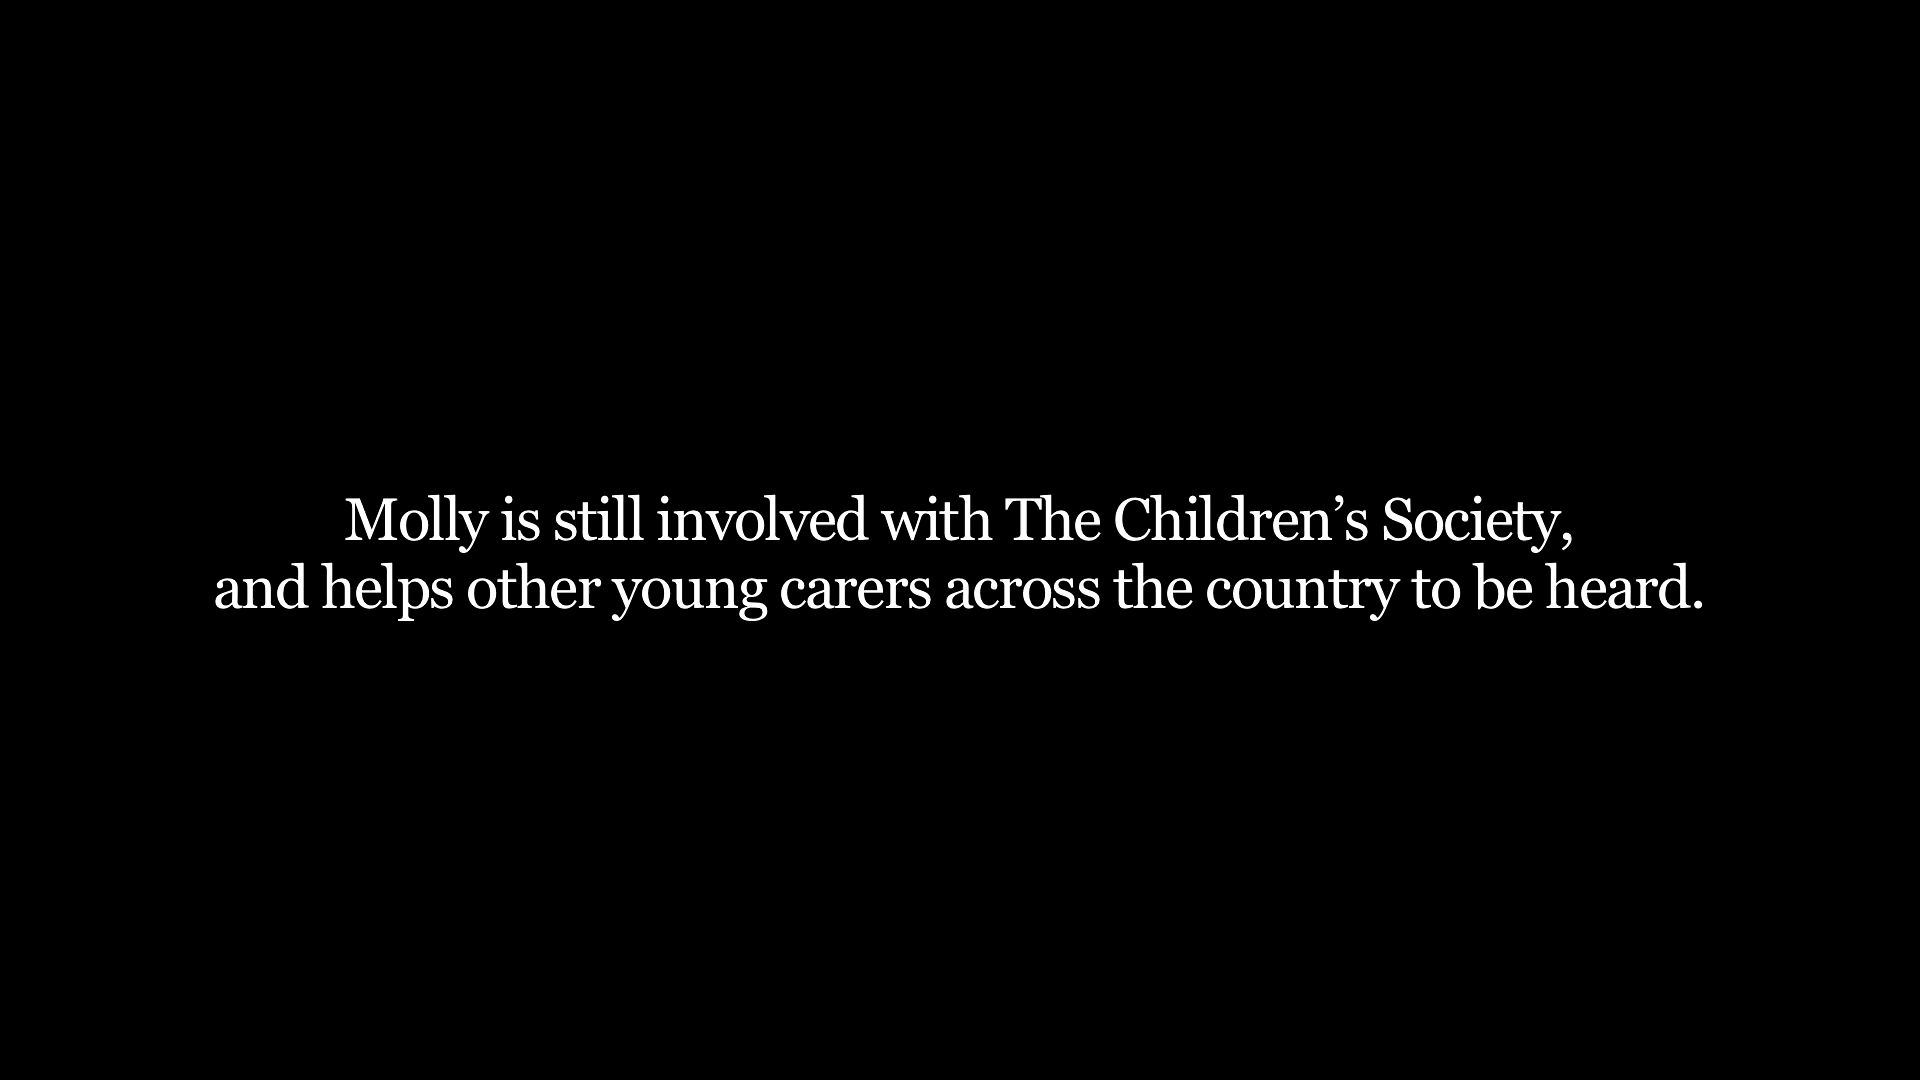 Molly is still involved with The Children’s Society,
and helps other young carers across the country to be heard.